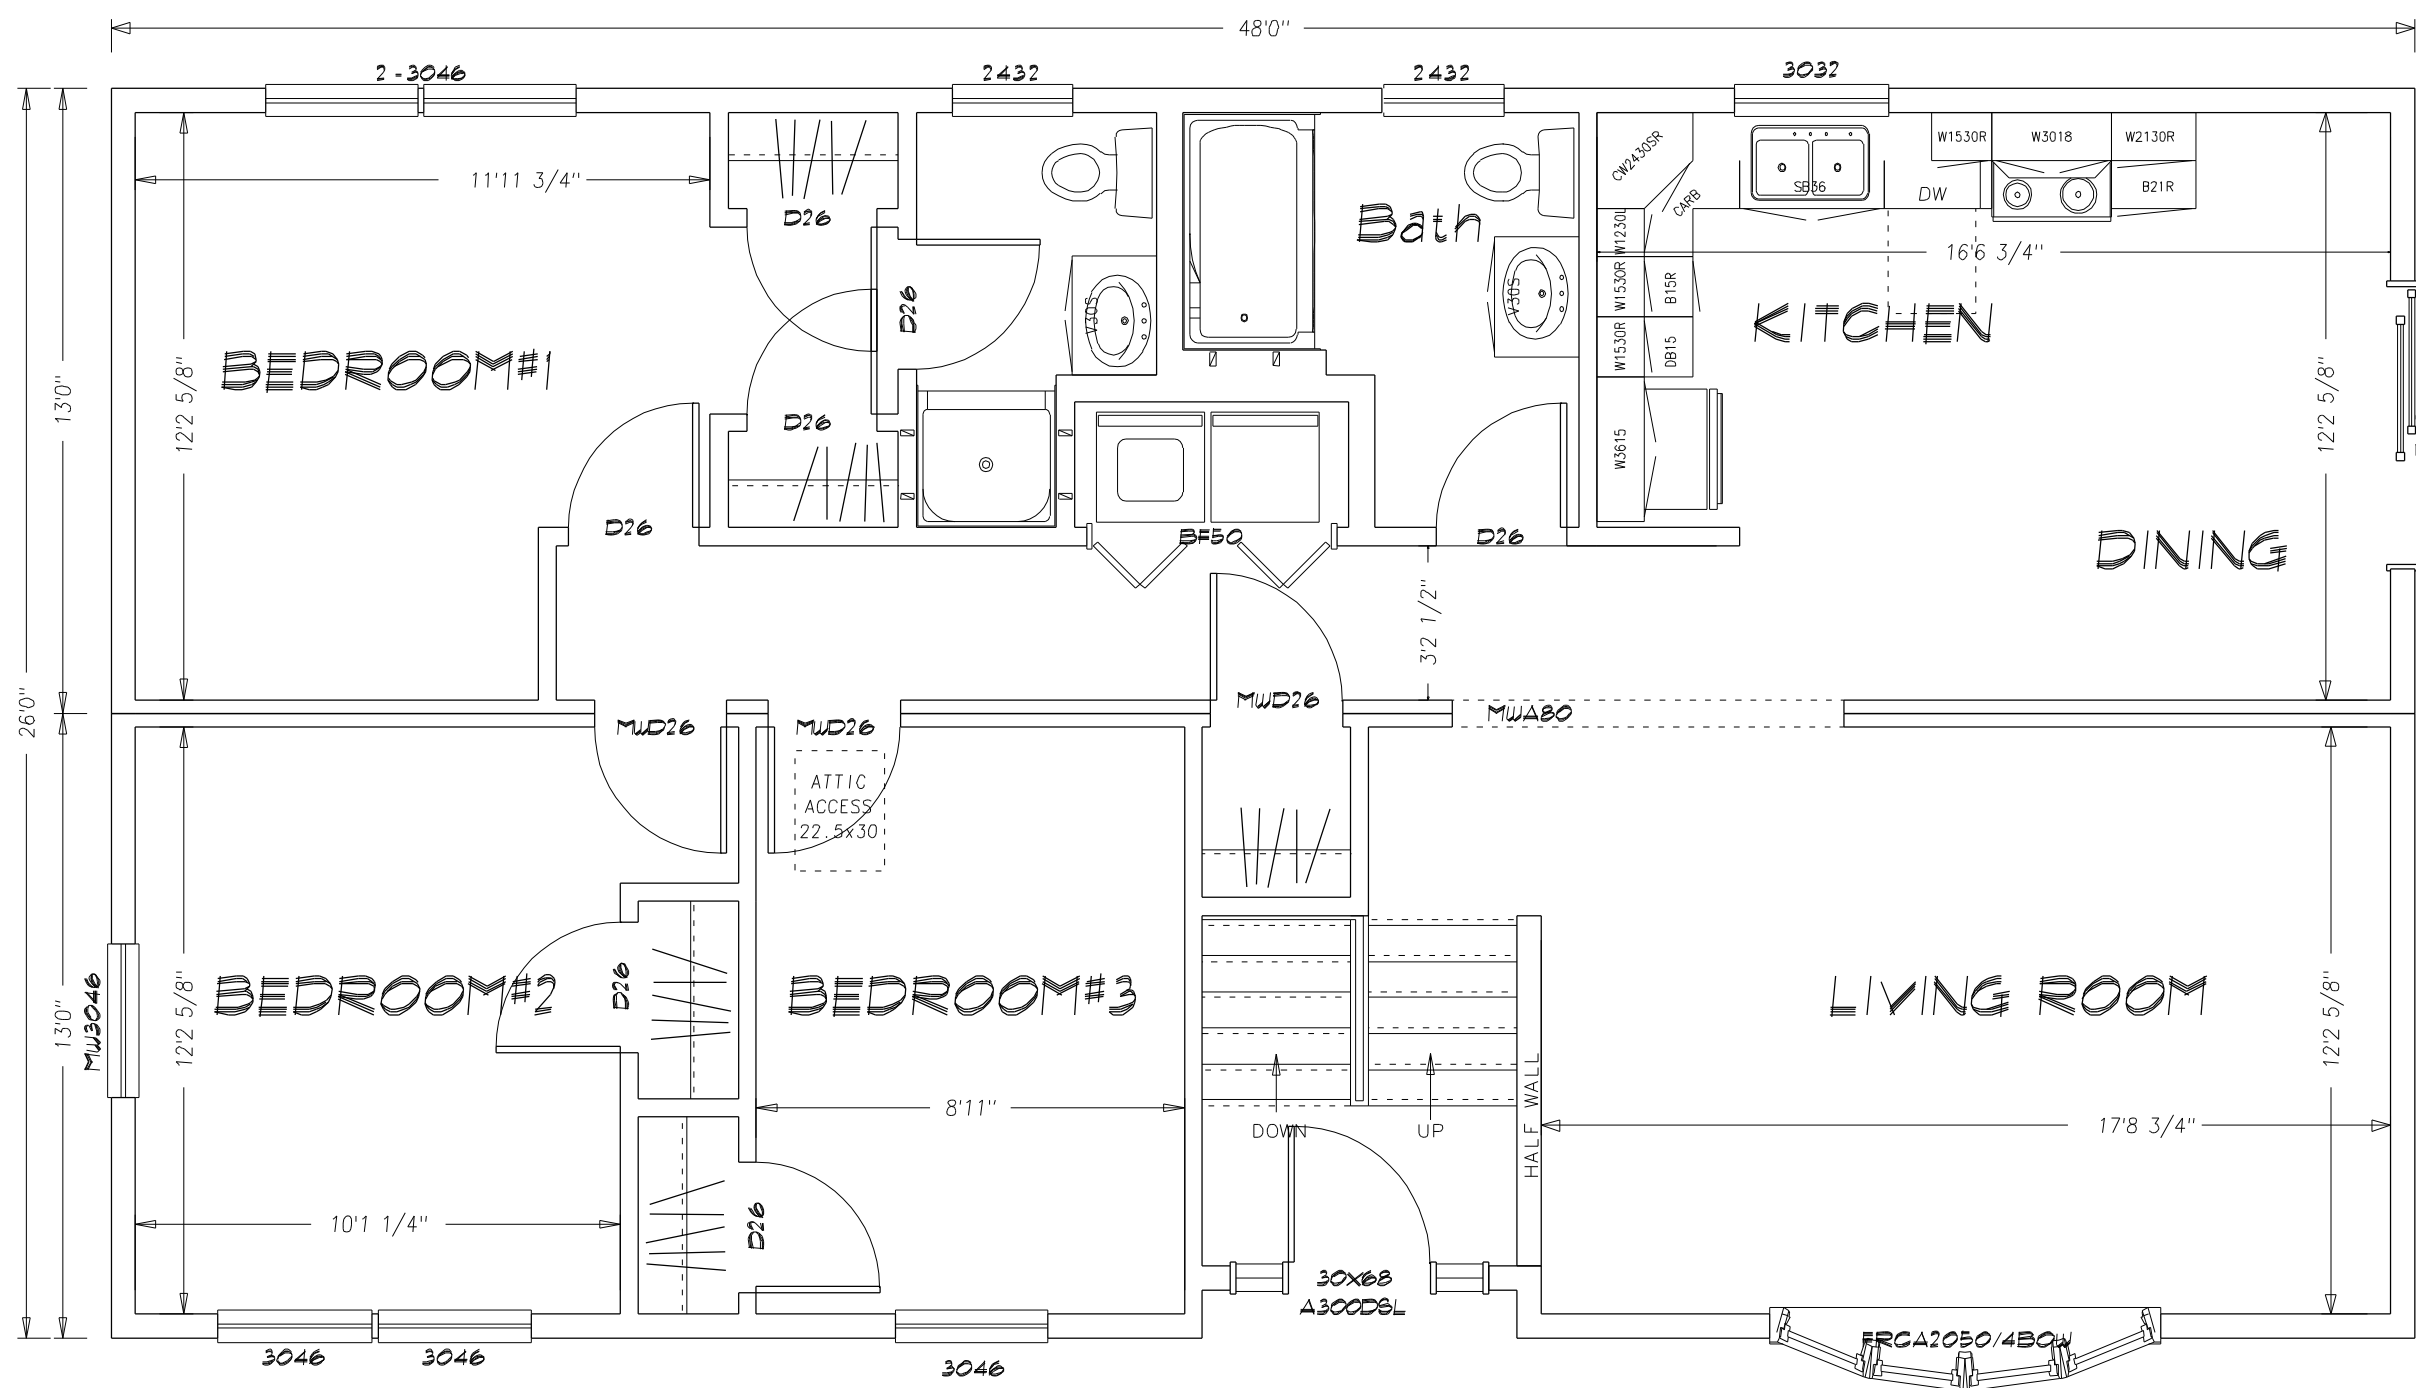 48'0"
2-3046
2432
2432
3032
W1530R
W3018
W2130R
CW2430SR
SB36
DW
B21R
CARB
11'11 3/4"
D26
Bath
W1230L
16'6 3/4"
D26
V30S
V30S
W1530R
B15R
KITCHEN
BEDROOM#1
12'2 5/8"
13'0"
W1530R
DB15
12'2 5/8"
D26
W3615
D26
BF50
D26
DINING
3'2 1/2"
26'0"
MWD26
MWD26
MWD26
MWA80
ATTIC
ACCESS
22.5x30
MW3046
13'0"
12'2 5/8"
BEDROOM#2
D26
BEDROOM#3
LIVING ROOM
12'2 5/8"
8'11"
DOWN
UP
HALF WALL
17'8 3/4"
10'1 1/4"
D26
30X68
A300DSL
3046
3046
3046
FRCA2050/4BOW